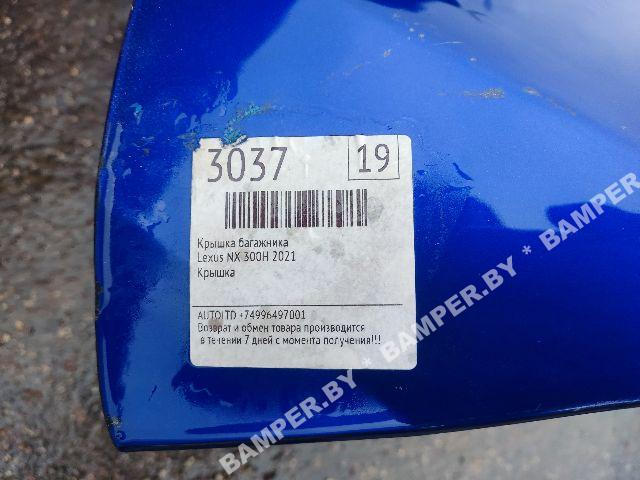 3037 19
Крышка багажника
Lexus NX 300H 2021
Крышка
AUTOLTD +74996497001
Возврат и обмен товара производится
в течении 7 дней с момента получения!!!
BAMPER.BY * BAMPER.BY * BAMPER.BY